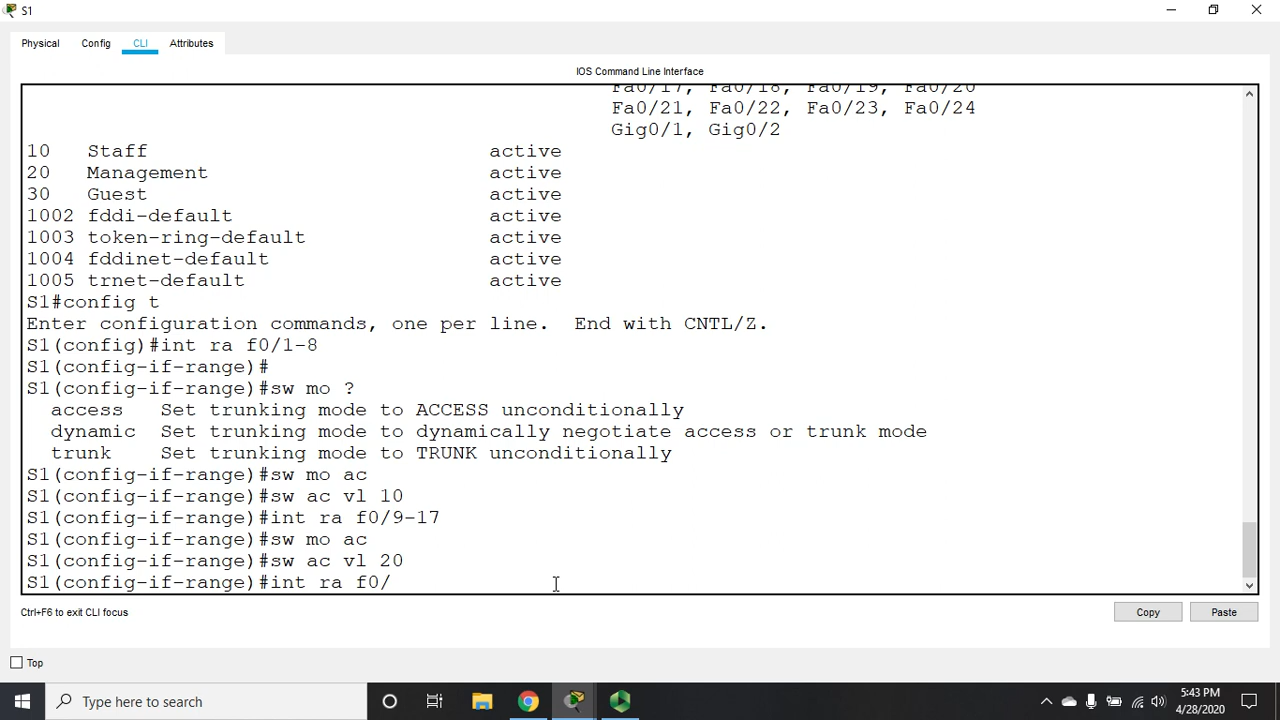 S1
Physical Config CLI Attributes
IOS Command Line Interface
Fa0/17, Fa0/18, Fa0/19, Fa0/20
Fa0/21, Fa0/22, Fa0/23, Fa0/24
Gig0/1, Gig0/2
10 Staff active
20 Management active
30 Guest active
1002 fddi-default active
1003 token-ring-default active
1004 fddinet-default active
1005 trnet-default active
S1#config t
Enter configuration commands, one per line. End with CNTL/Z.
S1(config)#int ra f0/1-8
S1(config-if-range)#
S1(config-if-range)#sw mo ?
access Set trunking mode to ACCESS unconditionally
dynamic Set trunking mode to dynamically negotiate access or trunk mode
trunk Set trunking mode to TRUNK unconditionally
S1(config-if-range)#sw mo ac
S1(config-if-range)#sw ac vl 10
S1(config-if-range)#int ra f0/9-17
S1(config-if-range)#sw mo ac
S1(config-if-range)#sw ac vl 20
S1(config-if-range)#int ra f0/
Ctrl+F6 to exit CLI focus
Copy Paste
Top
Type here to search
5:43 PM
4/28/2020